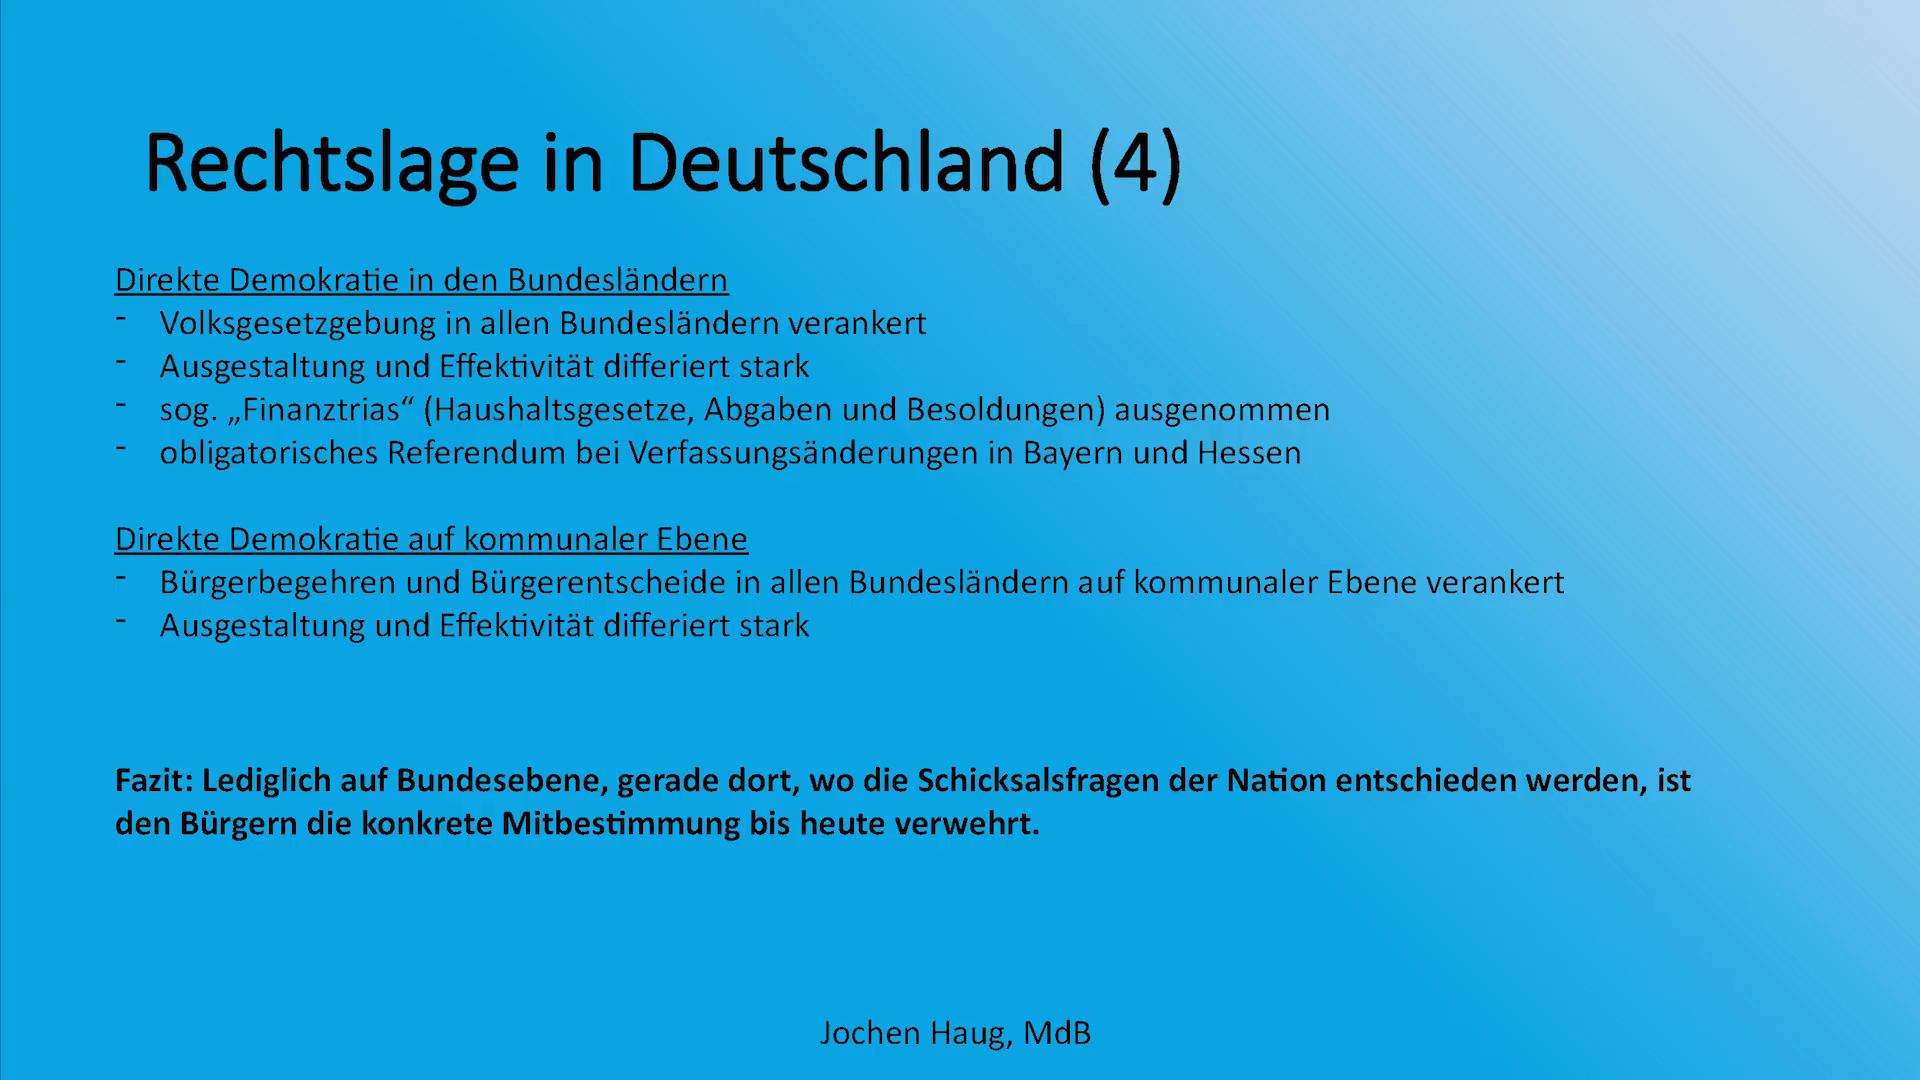 Rechtslage in Deutschland (4)
Direkte Demokratie in den Bundesländern
- Volksgesetzgebung in allen Bundesländern verankert
- Ausgestaltung und Effektivität differiert stark
- sog. „Finanztrias“ (Haushaltsgesetze, Abgaben und Besoldungen) ausgenommen
- obligatorisches Referendum bei Verfassungsänderungen in Bayern und Hessen
Direkte Demokratie auf kommunaler Ebene
- Bürgerbegehren und Bürgerentscheide in allen Bundesländern auf kommunaler Ebene verankert
- Ausgestaltung und Effektivität differiert stark
Fazit: Lediglich auf Bundesebene, gerade dort, wo die Schicksalsfragen der Nation entschieden werden, ist
den Bürgern die konkrete Mitbestimmung bis heute verwehrt.
Jochen Haug, MdB